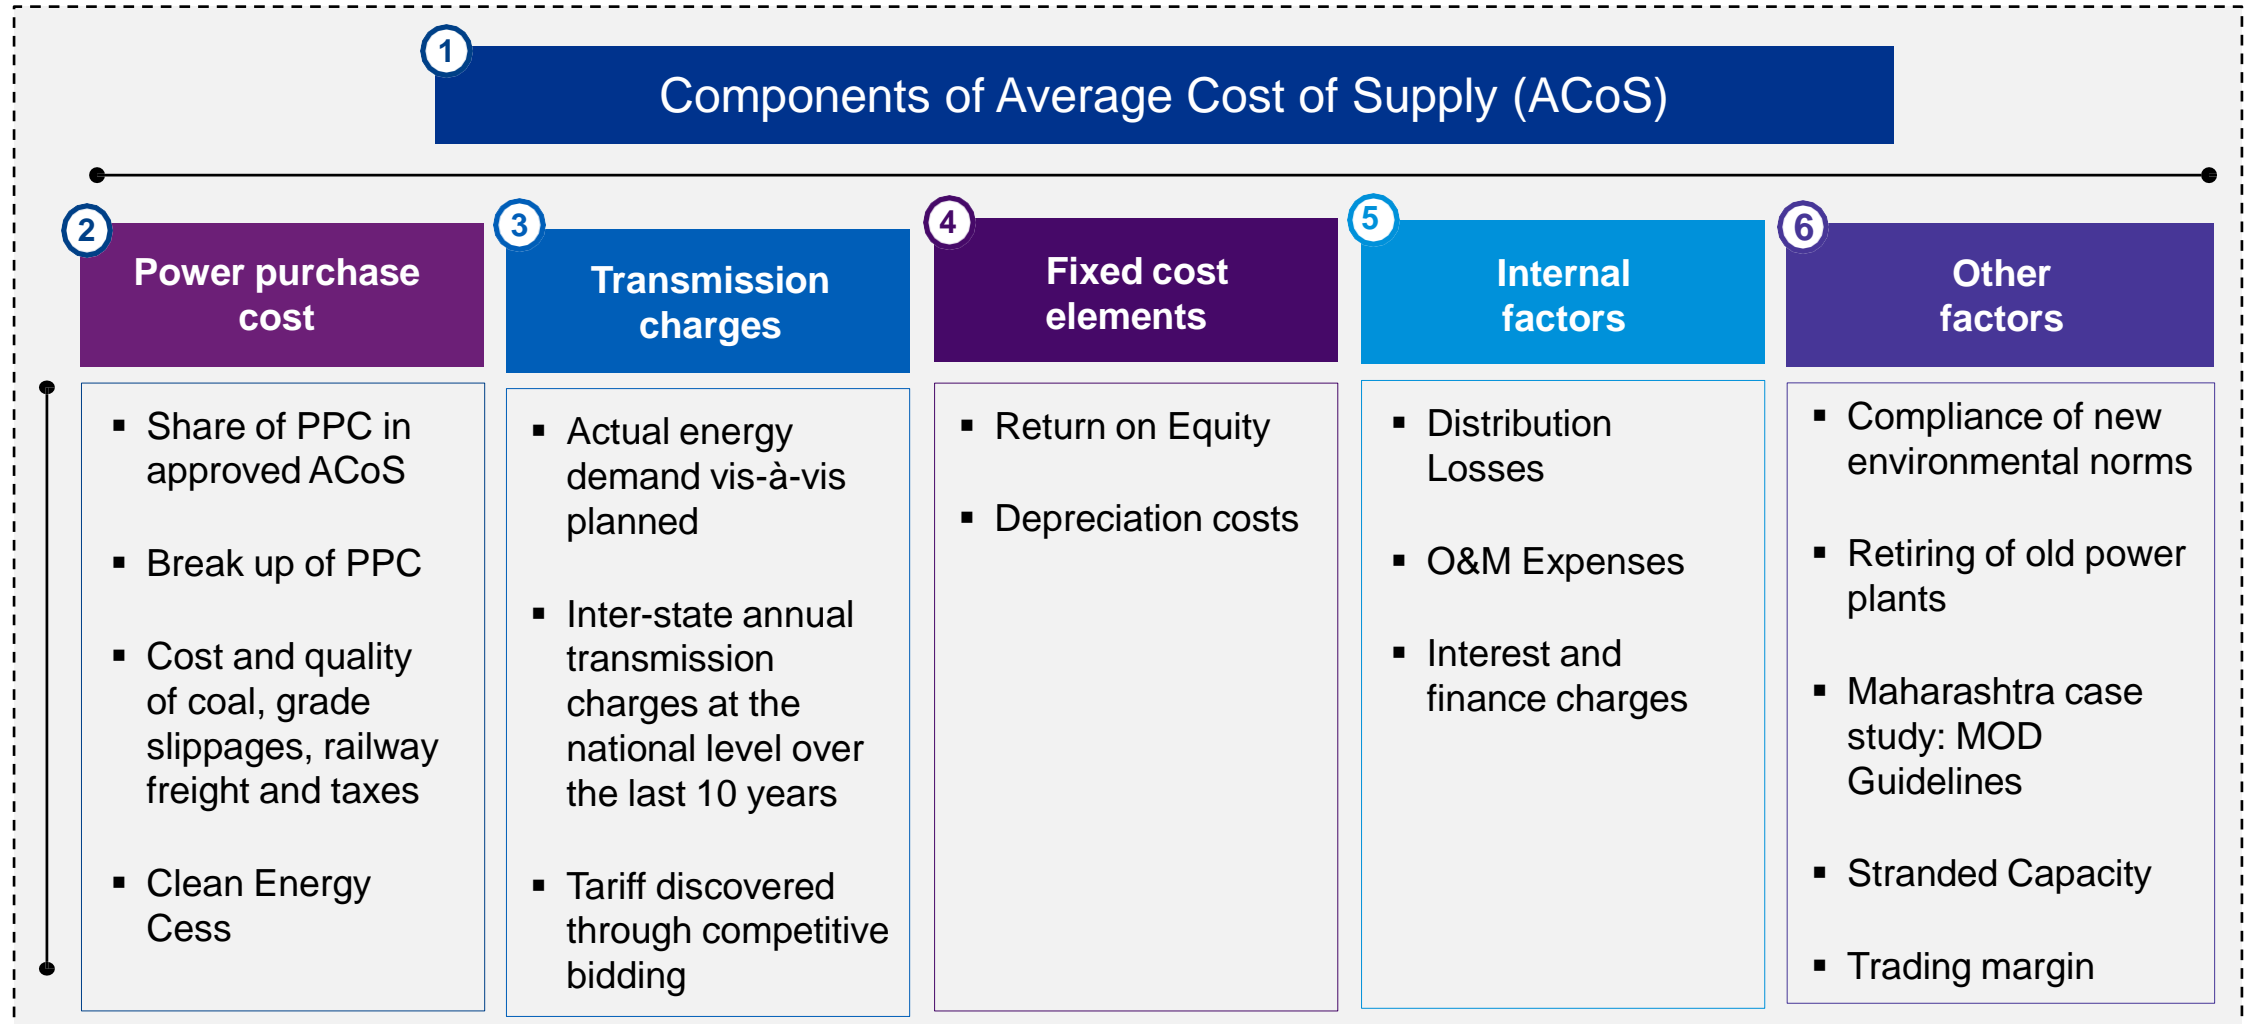 1
Components of Average Cost of Supply (ACoS)
2
Power purchase
cost
▪ Share of PPC in
approved ACoS
▪ Break up of PPC
▪ Cost and quality
of coal, grade
slippages, railway
freight and taxes
▪ Clean Energy
Cess
3
Transmission
charges
▪ Actual energy
demand vis-à-vis
planned
▪ Inter-state annual
transmission
charges at the
national level over
the last 10 years
▪ Tariff discovered
through competitive
bidding
4
Fixed cost
elements
▪ Return on Equity
▪ Depreciation costs
5
Internal
factors
▪ Distribution
Losses
▪ O&M Expenses
▪ Interest and
finance charges
6
Other
factors
▪ Compliance of new
environmental norms
▪ Retiring of old power
plants
▪ Maharashtra case
study: MOD
Guidelines
▪ Stranded Capacity
▪ Trading margin